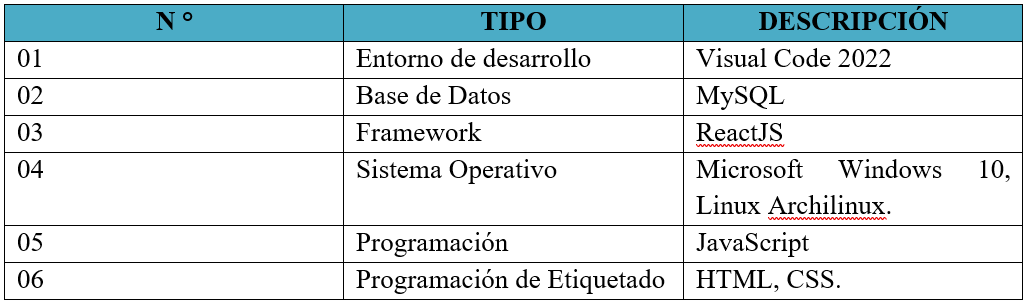 N ° TIPO DESCRIPCIÓN
01 Entorno de desarrollo Visual Code 2022
02 Base de Datos MySQL
03 Framework ReactJS
04 Sistema Operativo Microsoft Windows 10,
Linux Archilinux.
05 Programación JavaScript
06 Programación de Etiquetado HTML, CSS.